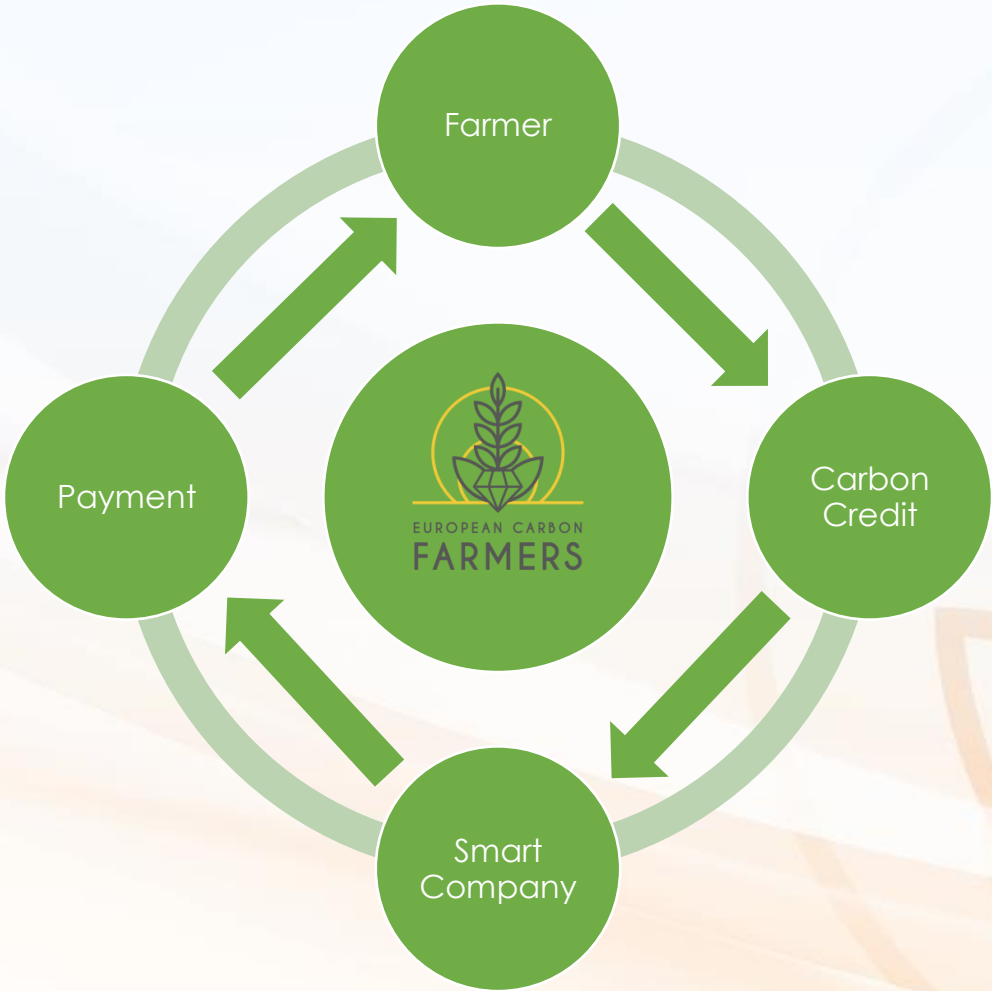 Farmer
Payment
Carbon
Credit
EUROPEAN CARBON
FARMERS
Smart
Company